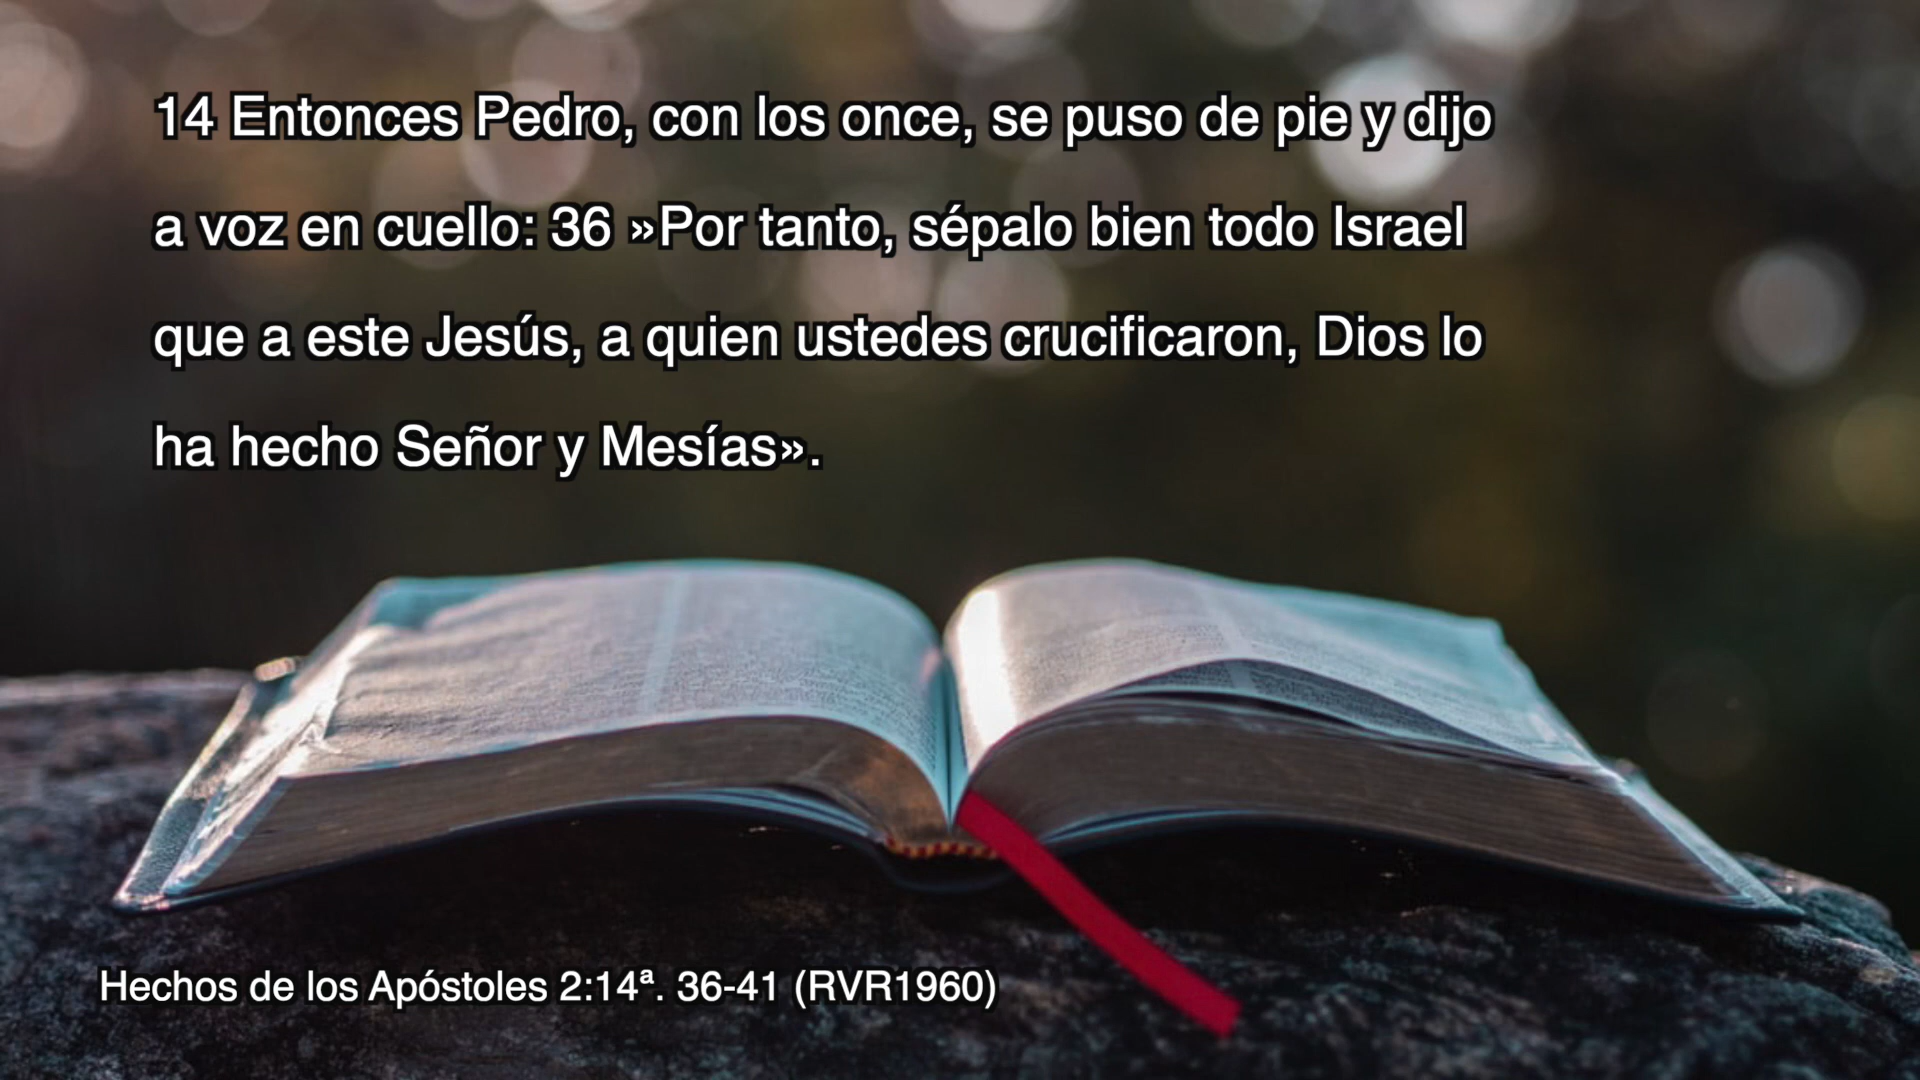 14 Entonces Pedro, con los once, se puso de pie y dijo
a voz en cuello: 36 »Por tanto, sépalo bien todo Israel
que a este Jesús, a quien ustedes crucificaron, Dios lo
ha hecho Señor y Mesías».
Hechos de los Apóstoles 2:14ª. 36-41 (RVR1960)